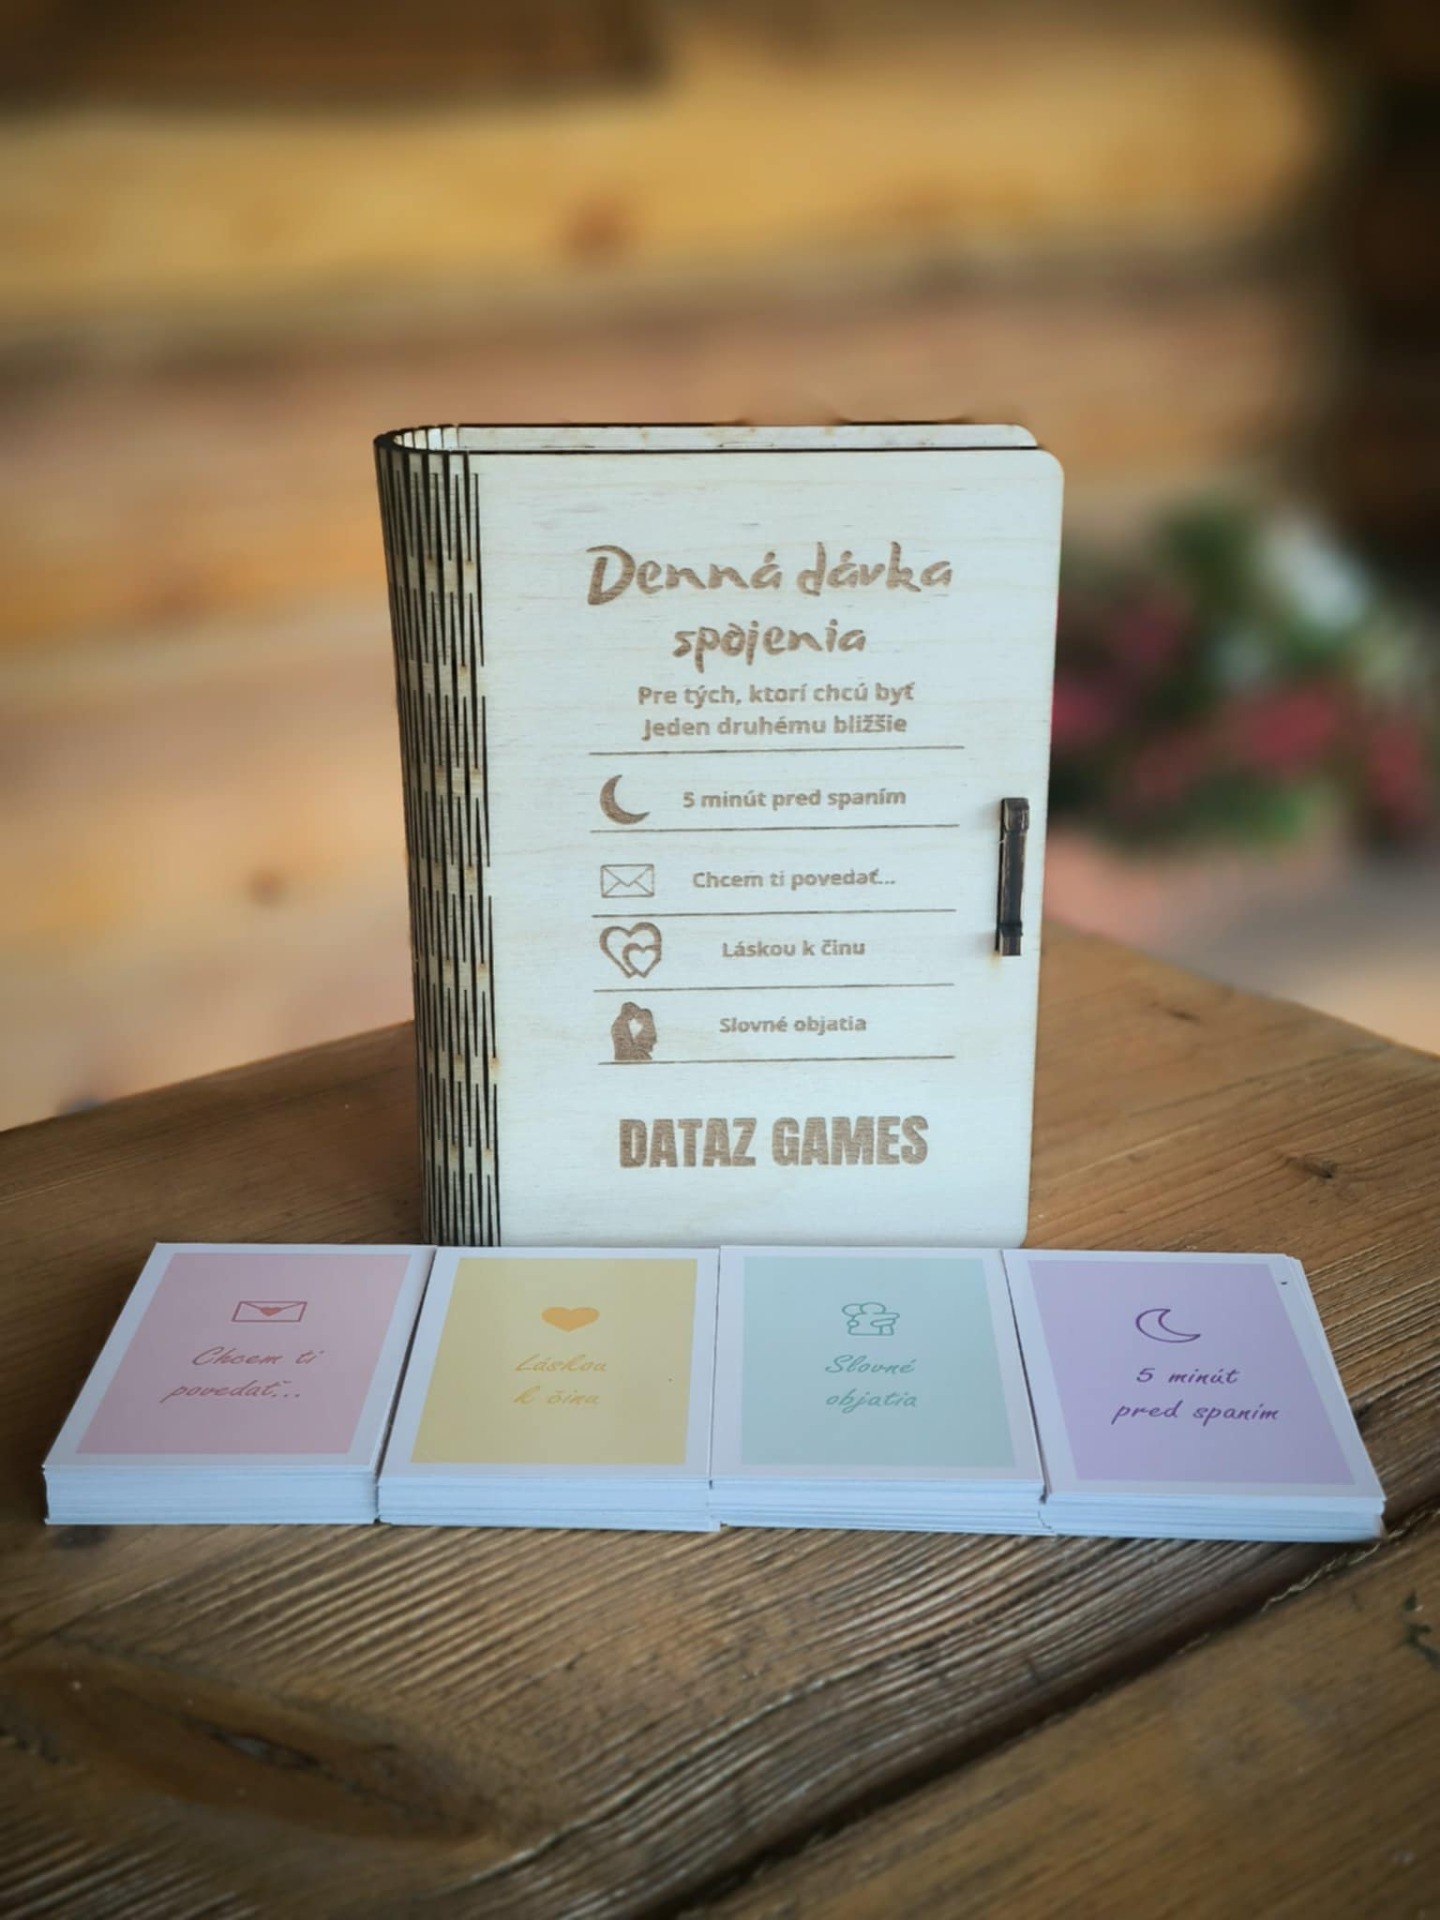 Denná dávka
spojenia
Pre tých, ktorí chcú byť
Jeden druhému bližšie
5 minút pred spaním
Chcem ti povedať...
Láskou k činu
Slovné objatia
DATAZ GAMES
Chcem ti
povedať...
Láskou
k činu
Slovné
objatia
5 minút
pred spaním